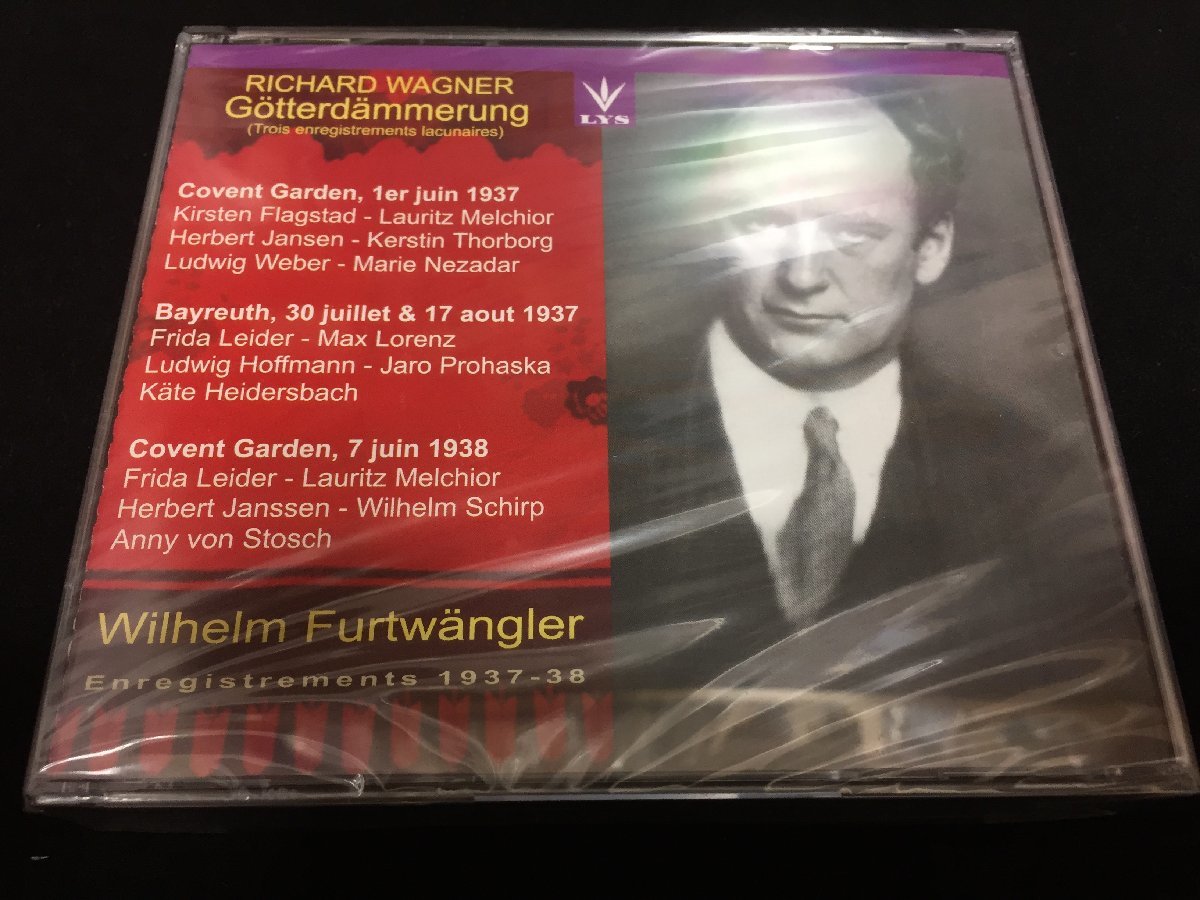 RICHARD WAGNER
Götterdämmerung
(Trois enregistrements lacunaires)
LYS
Covent Garden, 1er juin 1937
Kirsten Flagstad - Lauritz Melchior
Herbert Jansen - Kerstin Thorborg
Ludwig Weber - Marie Nezadar
Bayreuth, 30 juillet & 17 aout 1937
Frida Leider - Max Lorenz
Ludwig Hoffmann - Jaro Prohaska
Käte Heidersbach
Covent Garden, 7 juin 1938
Frida Leider - Lauritz Melchior
Herbert Janssen - Wilhelm Schirp
Anny von Stosch
Wilhelm Furtwängler
Enregistrements 1937-38